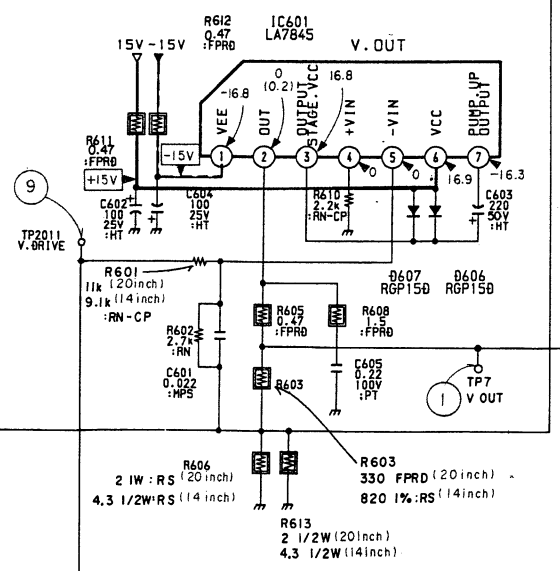 R612
0.47
:FPRD
IC601
LA7845
V.OUT
15V -15V
-16.8
0
(0.2)
16.8
VEE
OUT
OUTPUT
STAGE.VCC
+VIN
-VIN
VCC
PUMP UP
OUTPUT
1
2
3
4
5
6
7
0
0
16.9
-16.3
R611
0.47
:FPRD
-15V
+15V
9
C602
100
25V
:HT
C604
100
25V
:HT
R610
2.2k
:RN-CP
C603
220
50V
:HT
TP2011
V.DRIVE
D607
RGP15D
D606
RGP15D
R601
11k (20inch)
9.1k (14inch)
:RN-CP
R602
2.7k
:RN
R605
0.47
:FPRD
R608
1.5
:FPRD
C601
0.022
:MPS
R603
C605
0.22
100V
:PT
1
TP7
V OUT
R606
2 1W:RS (20inch)
4.3 1/2W:RS (14inch)
R603
330 FPRD (20inch)
820 1%:RS (14inch)
R613
2 1/2W (20inch)
4.3 1/2W (14inch)